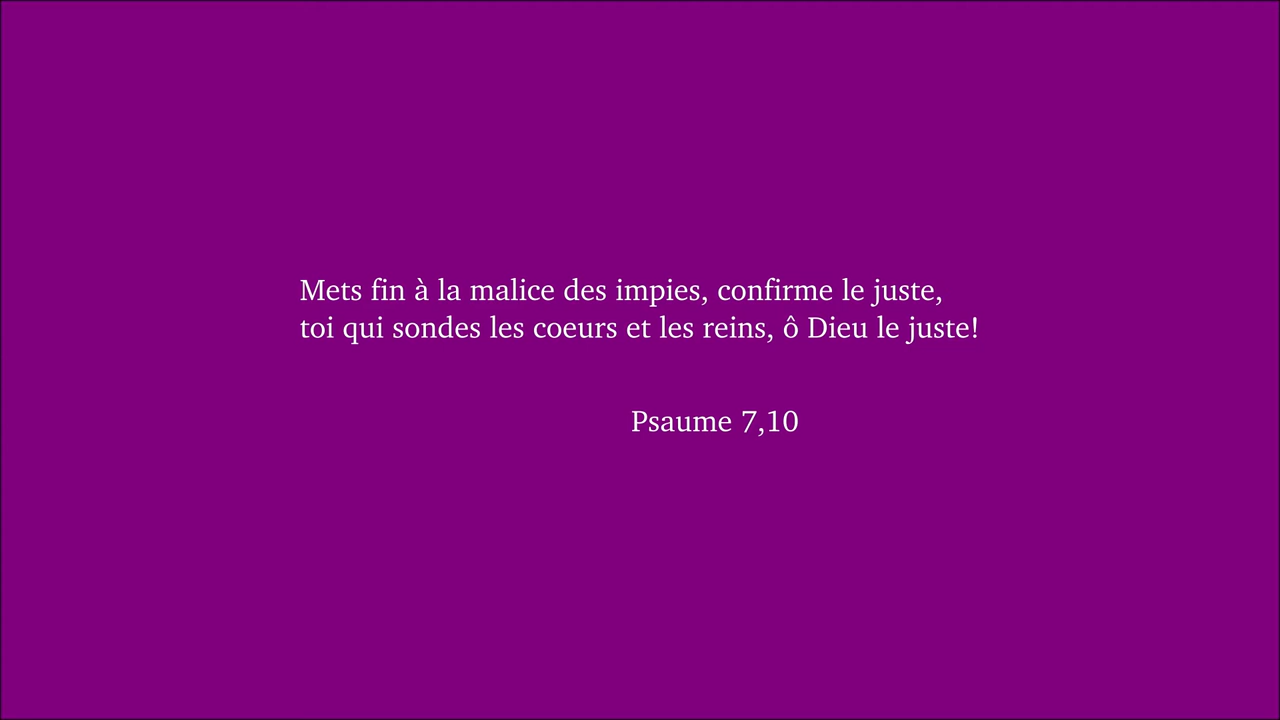 Mets fin à la malice des impies, confirme le juste,
toi qui sondes les coeurs et les reins, ô Dieu le juste!
Psaume 7,10